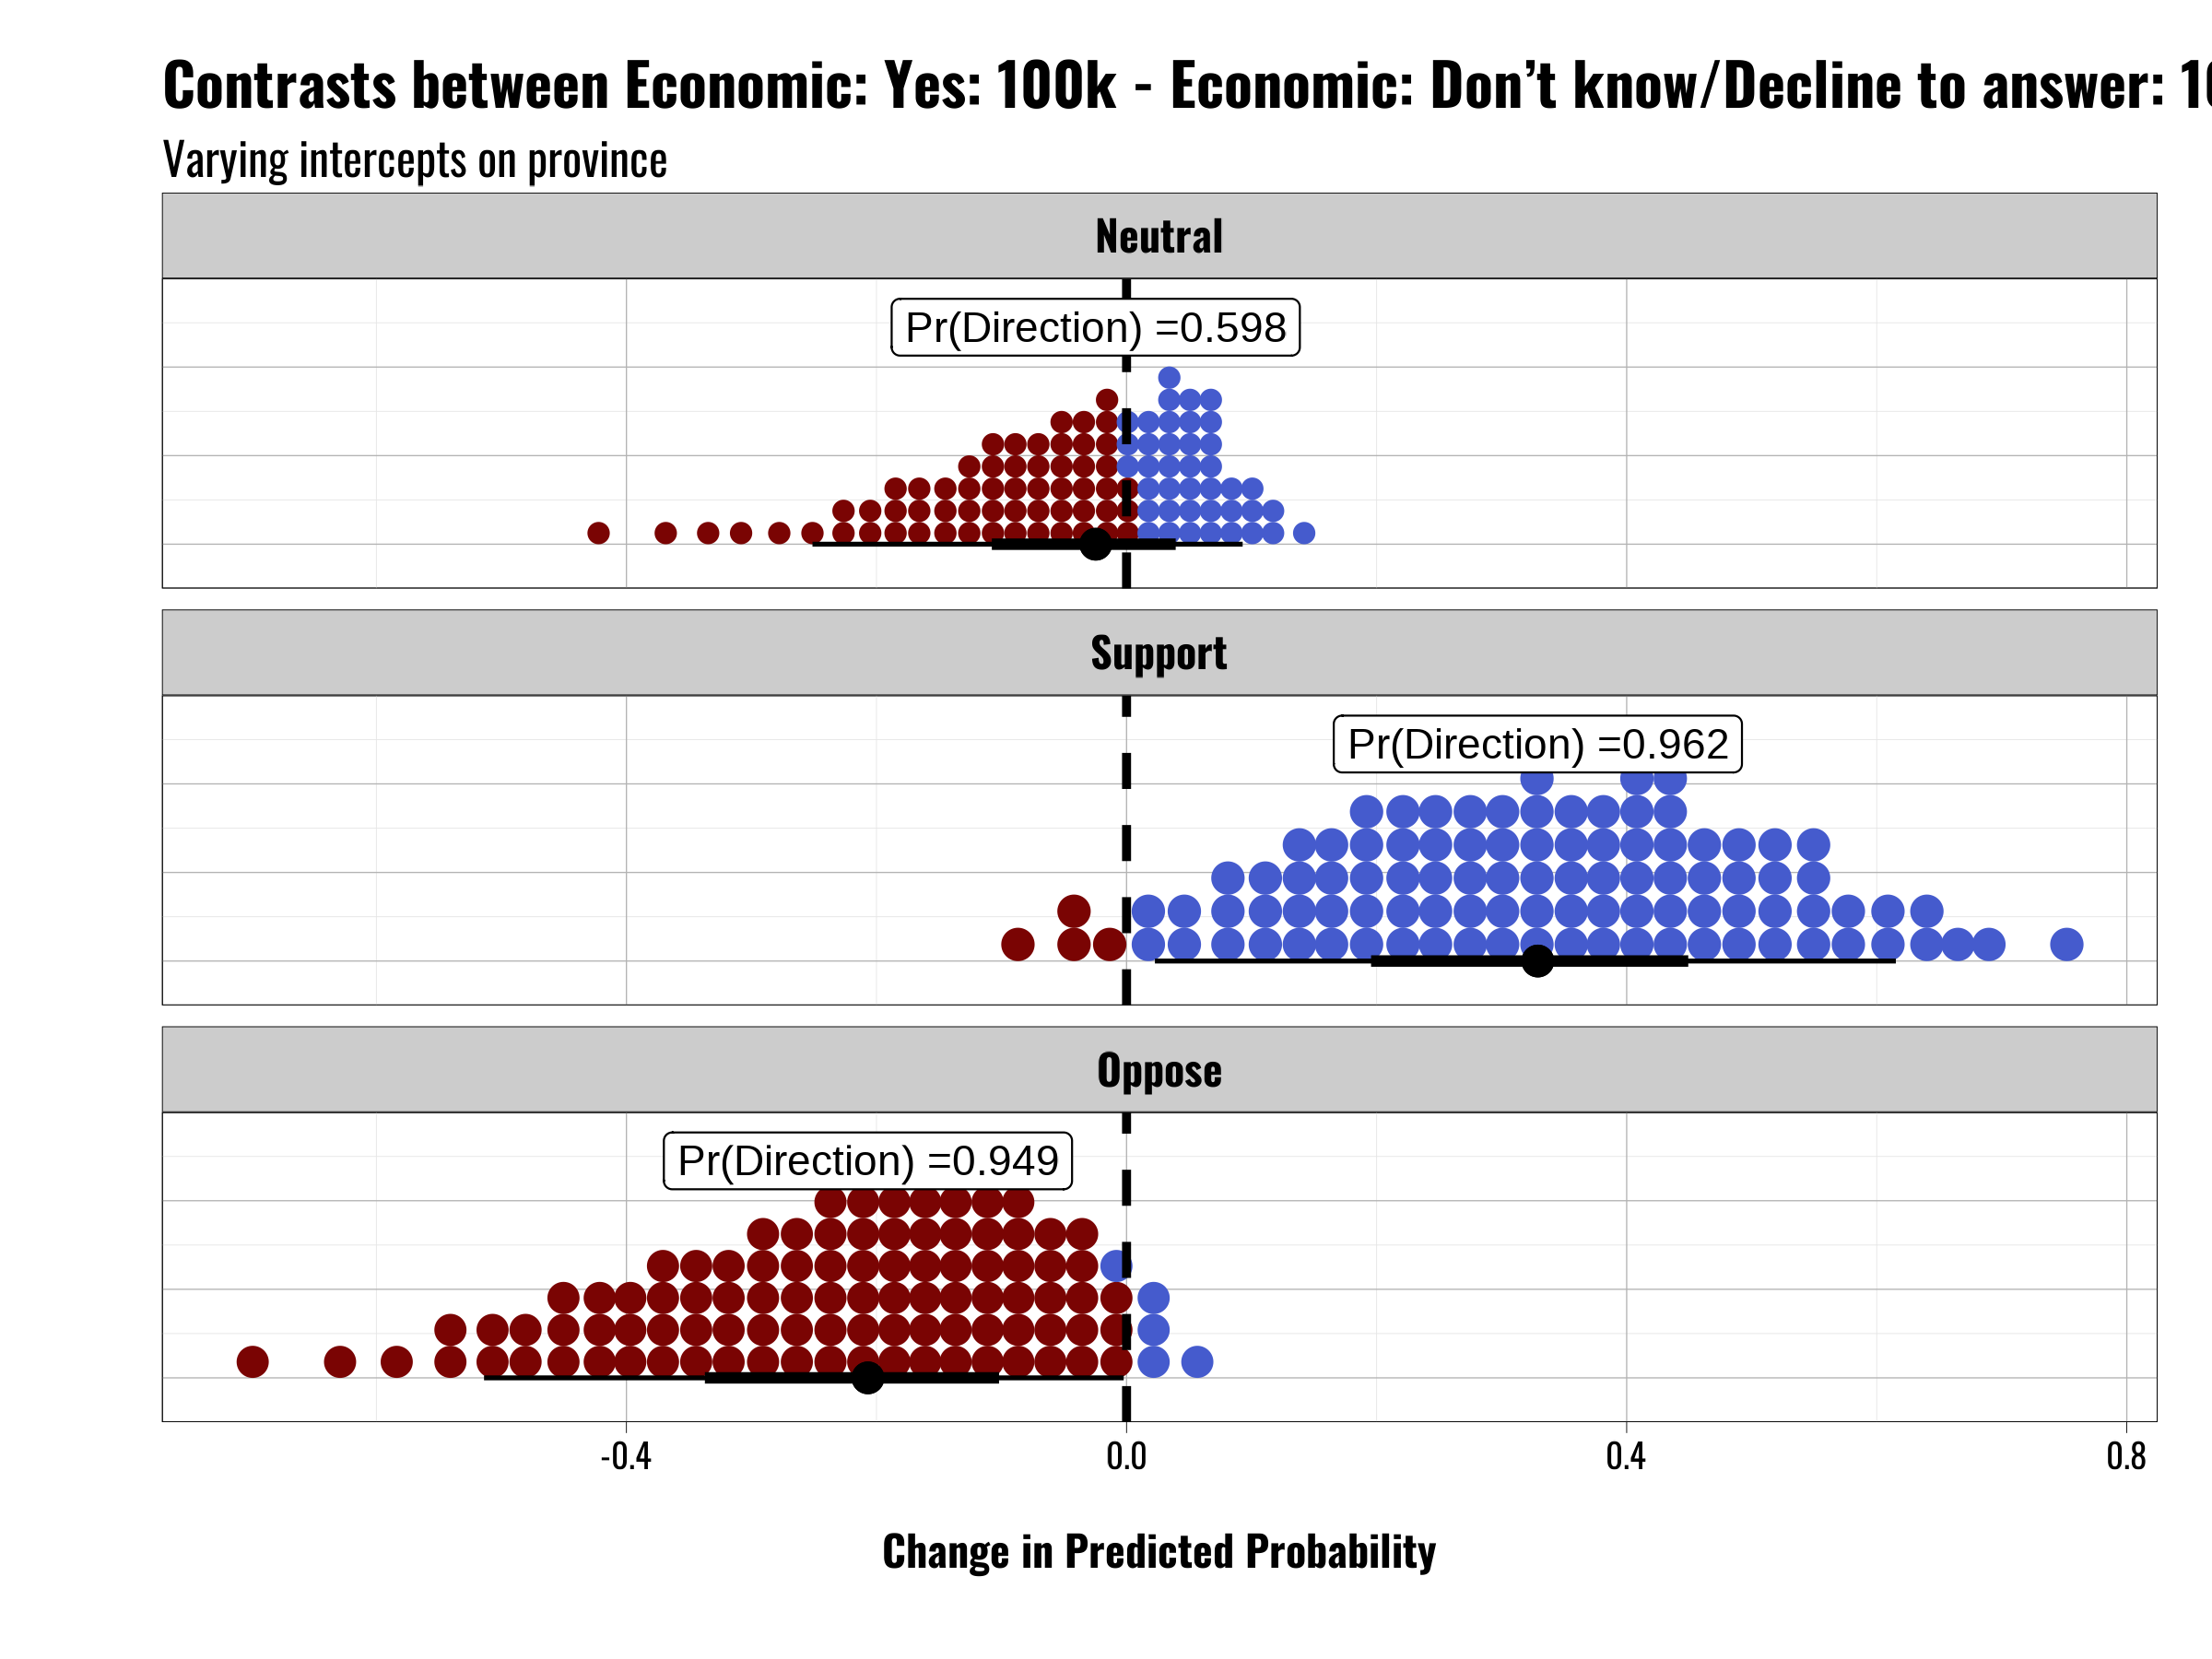 Contrasts between Economic: Yes: 100k - Economic: Don’t know/Decline to answer:
Varying intercepts on province
Neutral
Pr(Direction) =0.598
Support
Pr(Direction) =0.962
Oppose
Pr(Direction) =0.949
-0.4 0.0 0.4 0.8
Change in Predicted Probability